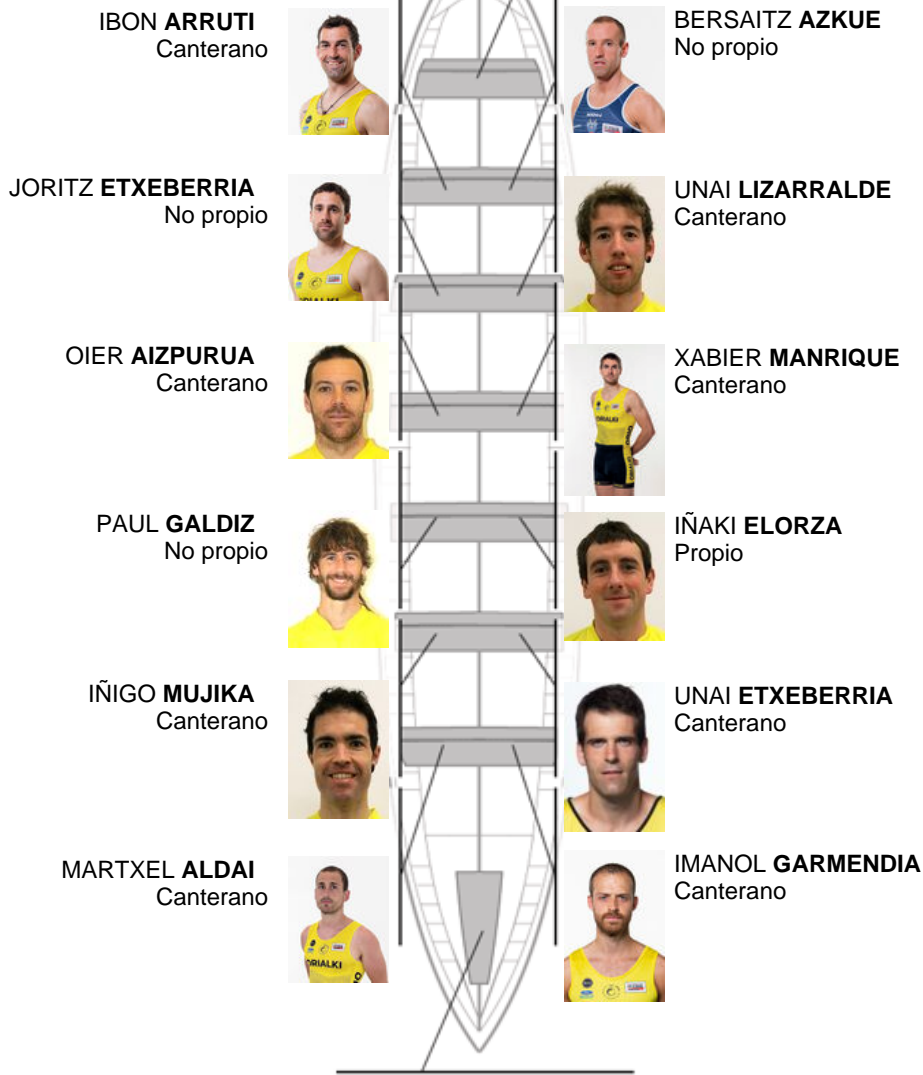 IBON ARRUTI
Canterano
BERSAITZ AZKUE
No propio
JORITZ ETXEBERRIA
No propio
UNAI LIZARRALDE
Canterano
OIER AIZPURUA
Canterano
XABIER MANRIQUE
Canterano
PAUL GALDIZ
No propio
IÑAKI ELORZA
Propio
IÑIGO MUJIKA
Canterano
UNAI ETXEBERRIA
Canterano
MARTXEL ALDAI
Canterano
ORIALKI
IMANOL GARMENDIA
Canterano